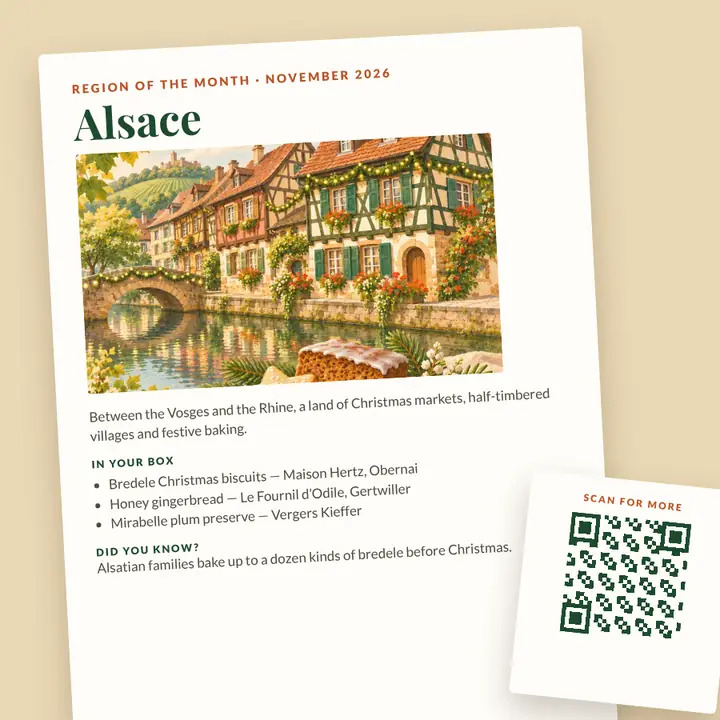 REGION OF THE MONTH · NOVEMBER 2026
Alsace
Between the Vosges and the Rhine, a land of Christmas markets, half-timbered
villages and festive baking.
IN YOUR BOX
• Bredele Christmas biscuits — Maison Hertz, Obernai
• Honey gingerbread — Le Fournil d'Odile, Gertwiller
• Mirabelle plum preserve — Vergers Kieffer
DID YOU KNOW?
Alsatian families bake up to a dozen kinds of bredele before Christmas.
SCAN FOR MORE